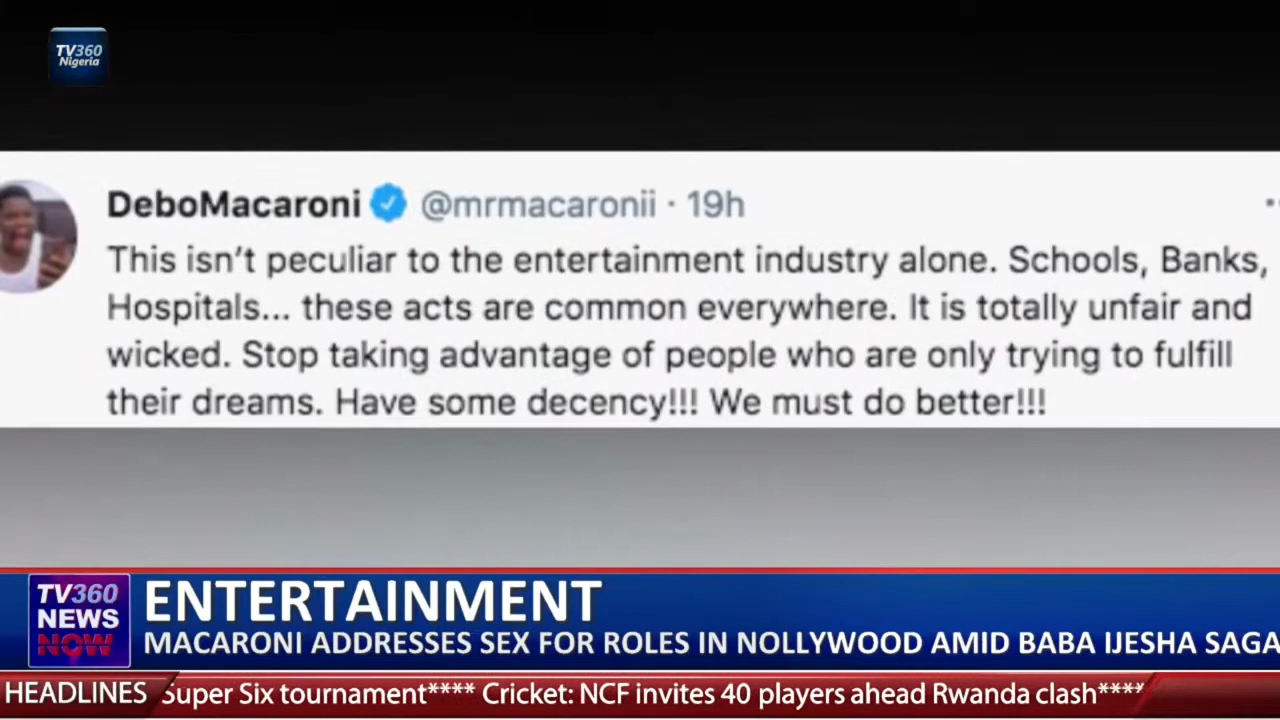 TV360
Nigeria
DeboMacaroni @mrmacaronii · 19h
This isn't peculiar to the entertainment industry alone. Schools, Banks,
Hospitals... these acts are common everywhere. It is totally unfair and
wicked. Stop taking advantage of people who are only trying to fulfill
their dreams. Have some decency!!! We must do better!!!
TV360
NEWS
NOW
ENTERTAINMENT
MACARONI ADDRESSES SEX FOR ROLES IN NOLLYWOOD AMID BABA IJESHA SAGA
HEADLINES Super Six tournament**** Cricket: NCF invites 40 players ahead Rwanda clash****